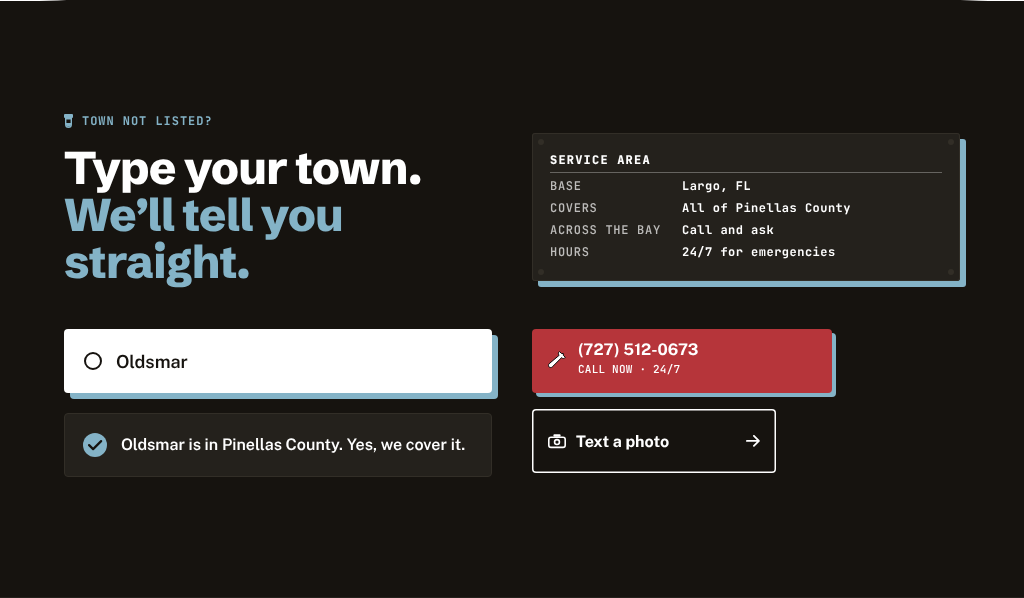 TOWN NOT LISTED?
Type your town.
We’ll tell you
straight.
Oldsmar
Oldsmar is in Pinellas County. Yes, we cover it.
SERVICE AREA
BASE Largo, FL
COVERS All of Pinellas County
ACROSS THE BAY Call and ask
HOURS 24/7 for emergencies
(727) 512-0673
CALL NOW · 24/7
Text a photo